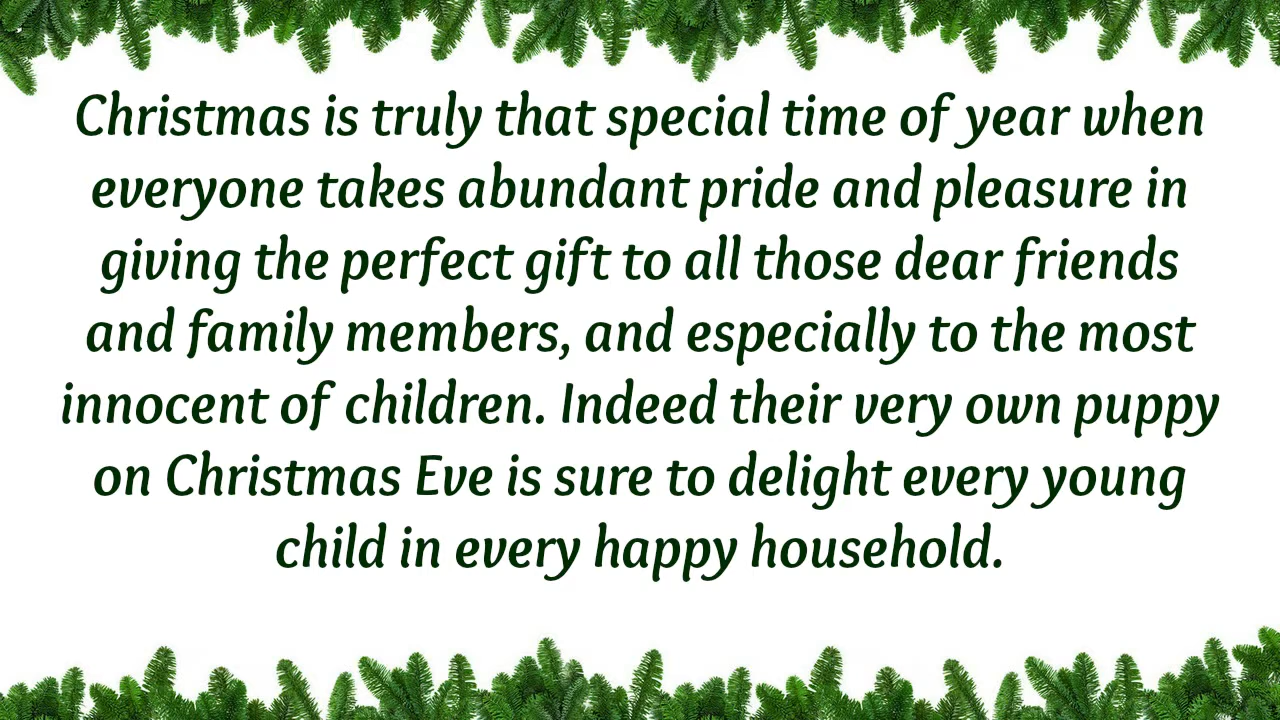 Christmas is truly that special time of year when
everyone takes abundant pride and pleasure in
giving the perfect gift to all those dear friends
and family members, and especially to the most
innocent of children. Indeed their very own puppy
on Christmas Eve is sure to delight every young
child in every happy household.